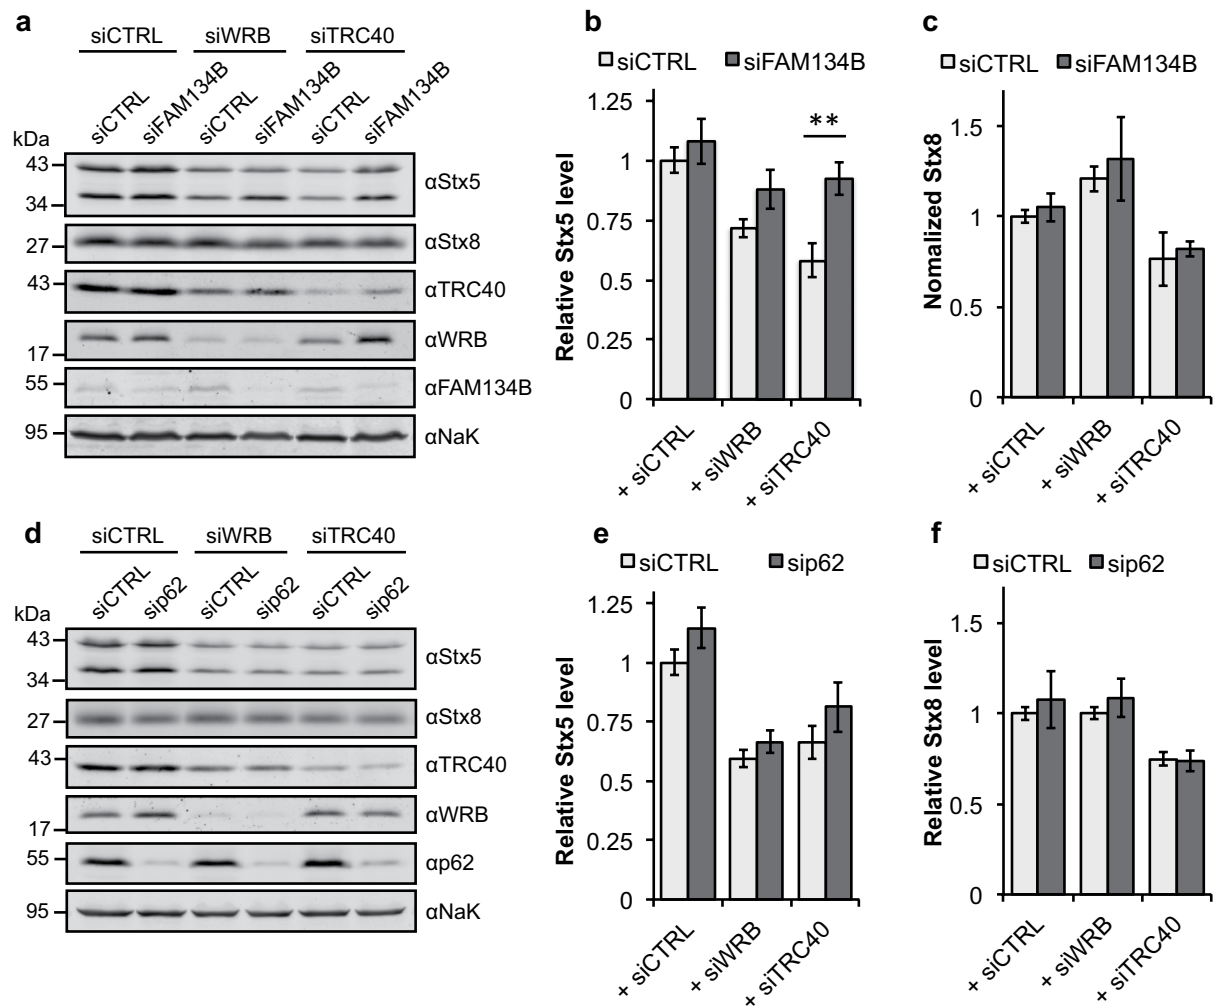 a
siCTRL siWRB siTRC40
siCTRL siFAM134B siCTRL siFAM134B siCTRL siFAM134B
kDa
43
34
αStx5
27
αStx8
43
αTRC40
17
αWRB
55
αFAM134B
95
αNaK
b
siCTRL siFAM134B
Relative Stx5 level
1.25
1
0.75
0.5
0.25
0
**
+ siCTRL
+ siWRB
+ siTRC40
c
siCTRL siFAM134B
Nomalized Stx8
1.5
1
0.5
0
+ siCTRL
+ siWRB
+ siTRC40
d
siCTRL siWRB siTRC40
siCTRL sip62 siCTRL sip62 siCTRL sip62
kDa
43
34
αStx5
27
αStx8
43
αTRC40
17
αWRB
55
αp62
95
αNaK
e
siCTRL sip62
Relative Stx5 level
1.25
1
0.75
0.5
0.25
0
+ siCTRL
+ siWRB
+ siTRC40
f
siCTRL sip62
Relative Stx8 level
1.5
1
0.5
0
+ siCTRL
+ siWRB
+ siTRC40